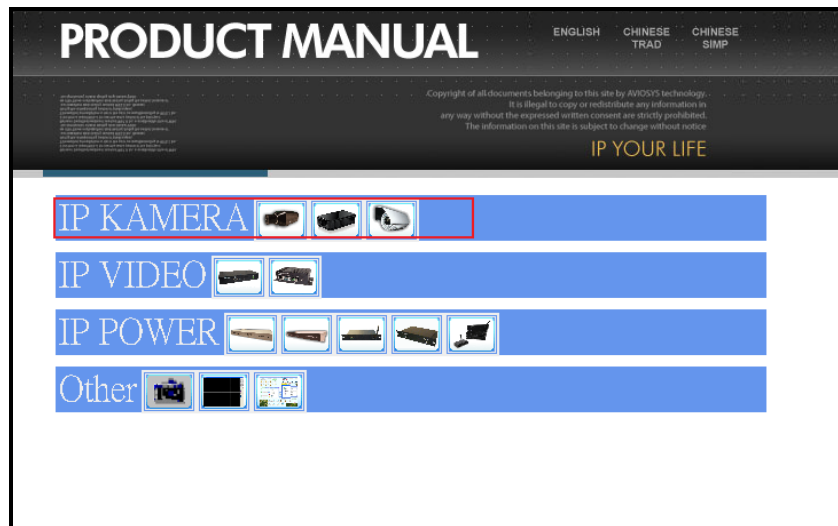 PRODUCT MANUAL
ENGLISH
CHINESE TRAD
CHINESE SIMP
Copyright of all documents belonging to this site by AVIOSYS technology.
It is illegal to copy or redistribute any information in
any way without the expressed written consent are strictly prohibited.
The information on this site is subject to change without notice
IP YOUR LIFE
IP KAMERA
IP VIDEO
IP POWER
Other